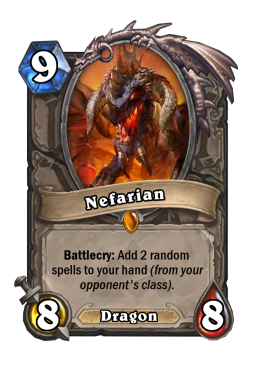 9
Nefarian
Battlecry: Add 2 random
spells to your hand (from your
opponent's class).
8
Dragon
8